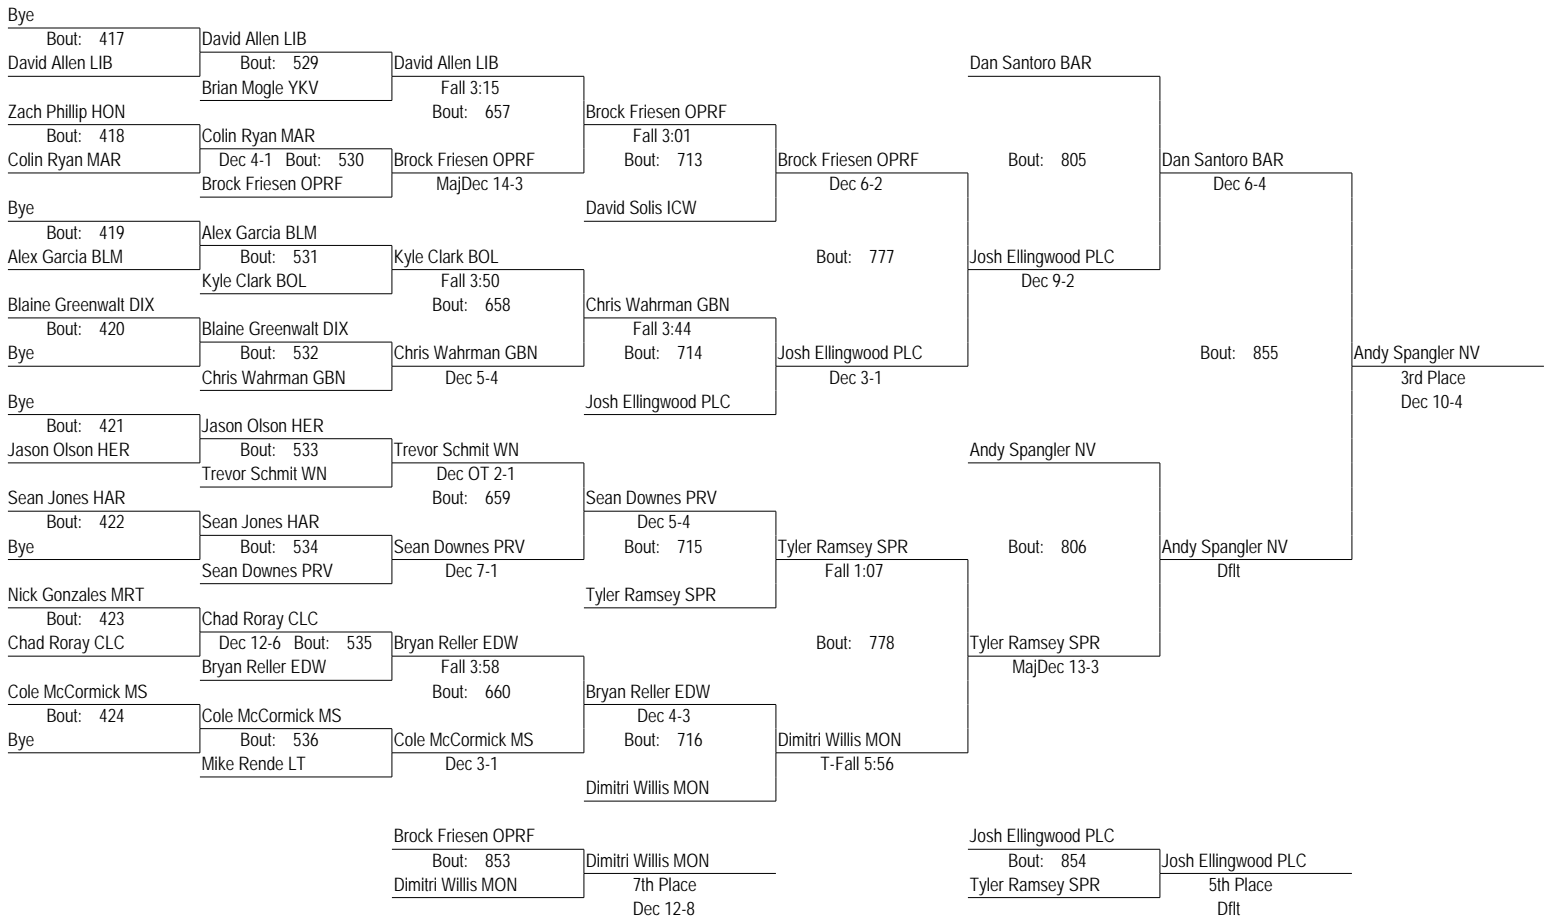 Bye
Bout: 417
David Allen LIB
David Allen LIB
Bout: 529
David Allen LIB
Dan Santoro BAR
Brian Mogle YKV
Fall 3:15
Zach Phillip HON
Bout: 657
Brock Friesen OPRF
Bout: 418
Colin Ryan MAR
Fall 3:01
Colin Ryan MAR
Dec 4-1 Bout: 530
Brock Friesen OPRF
Bout: 713
Brock Friesen OPRF
Bout: 805
Dan Santoro BAR
Brock Friesen OPRF
MajDec 14-3
Dec 6-2
Dec 6-4
Bye
David Solis ICW
Bout: 419
Alex Garcia BLM
Alex Garcia BLM
Bout: 531
Kyle Clark BOL
Bout: 777
Josh Ellingwood PLC
Kyle Clark BOL
Fall 3:50
Dec 9-2
Blaine Greenwalt DIX
Bout: 658
Chris Wahrman GBN
Bout: 420
Blaine Greenwalt DIX
Fall 3:44
Bye
Bout: 532
Chris Wahrman GBN
Bout: 714
Josh Ellingwood PLC
Bout: 855
Andy Spangler NV
Chris Wahrman GBN
Dec 5-4
Dec 3-1
3rd Place
Bye
Josh Ellingwood PLC
Dec 10-4
Bout: 421
Jason Olson HER
Jason Olson HER
Bout: 533
Trevor Schmit WN
Andy Spangler NV
Trevor Schmit WN
Dec OT 2-1
Sean Jones HAR
Bout: 659
Sean Downes PRV
Bout: 422
Sean Jones HAR
Dec 5-4
Bye
Bout: 534
Sean Downes PRV
Bout: 715
Tyler Ramsey SPR
Bout: 806
Andy Spangler NV
Sean Downes PRV
Dec 7-1
Fall 1:07
Dflt
Nick Gonzales MRT
Tyler Ramsey SPR
Bout: 423
Chad Roray CLC
Chad Roray CLC
Dec 12-6 Bout: 535
Bryan Reller EDW
Bout: 778
Tyler Ramsey SPR
Bryan Reller EDW
Fall 3:58
MajDec 13-3
Cole McCormick MS
Bout: 660
Bryan Reller EDW
Bout: 424
Cole McCormick MS
Dec 4-3
Bye
Bout: 536
Cole McCormick MS
Bout: 716
Dimitri Willis MON
Mike Rende LT
Dec 3-1
T-Fall 5:56
Dimitri Willis MON
Brock Friesen OPRF
Josh Ellingwood PLC
Bout: 853
Dimitri Willis MON
Bout: 854
Josh Ellingwood PLC
Dimitri Willis MON
7th Place
Tyler Ramsey SPR
5th Place
Dec 12-8
Dflt